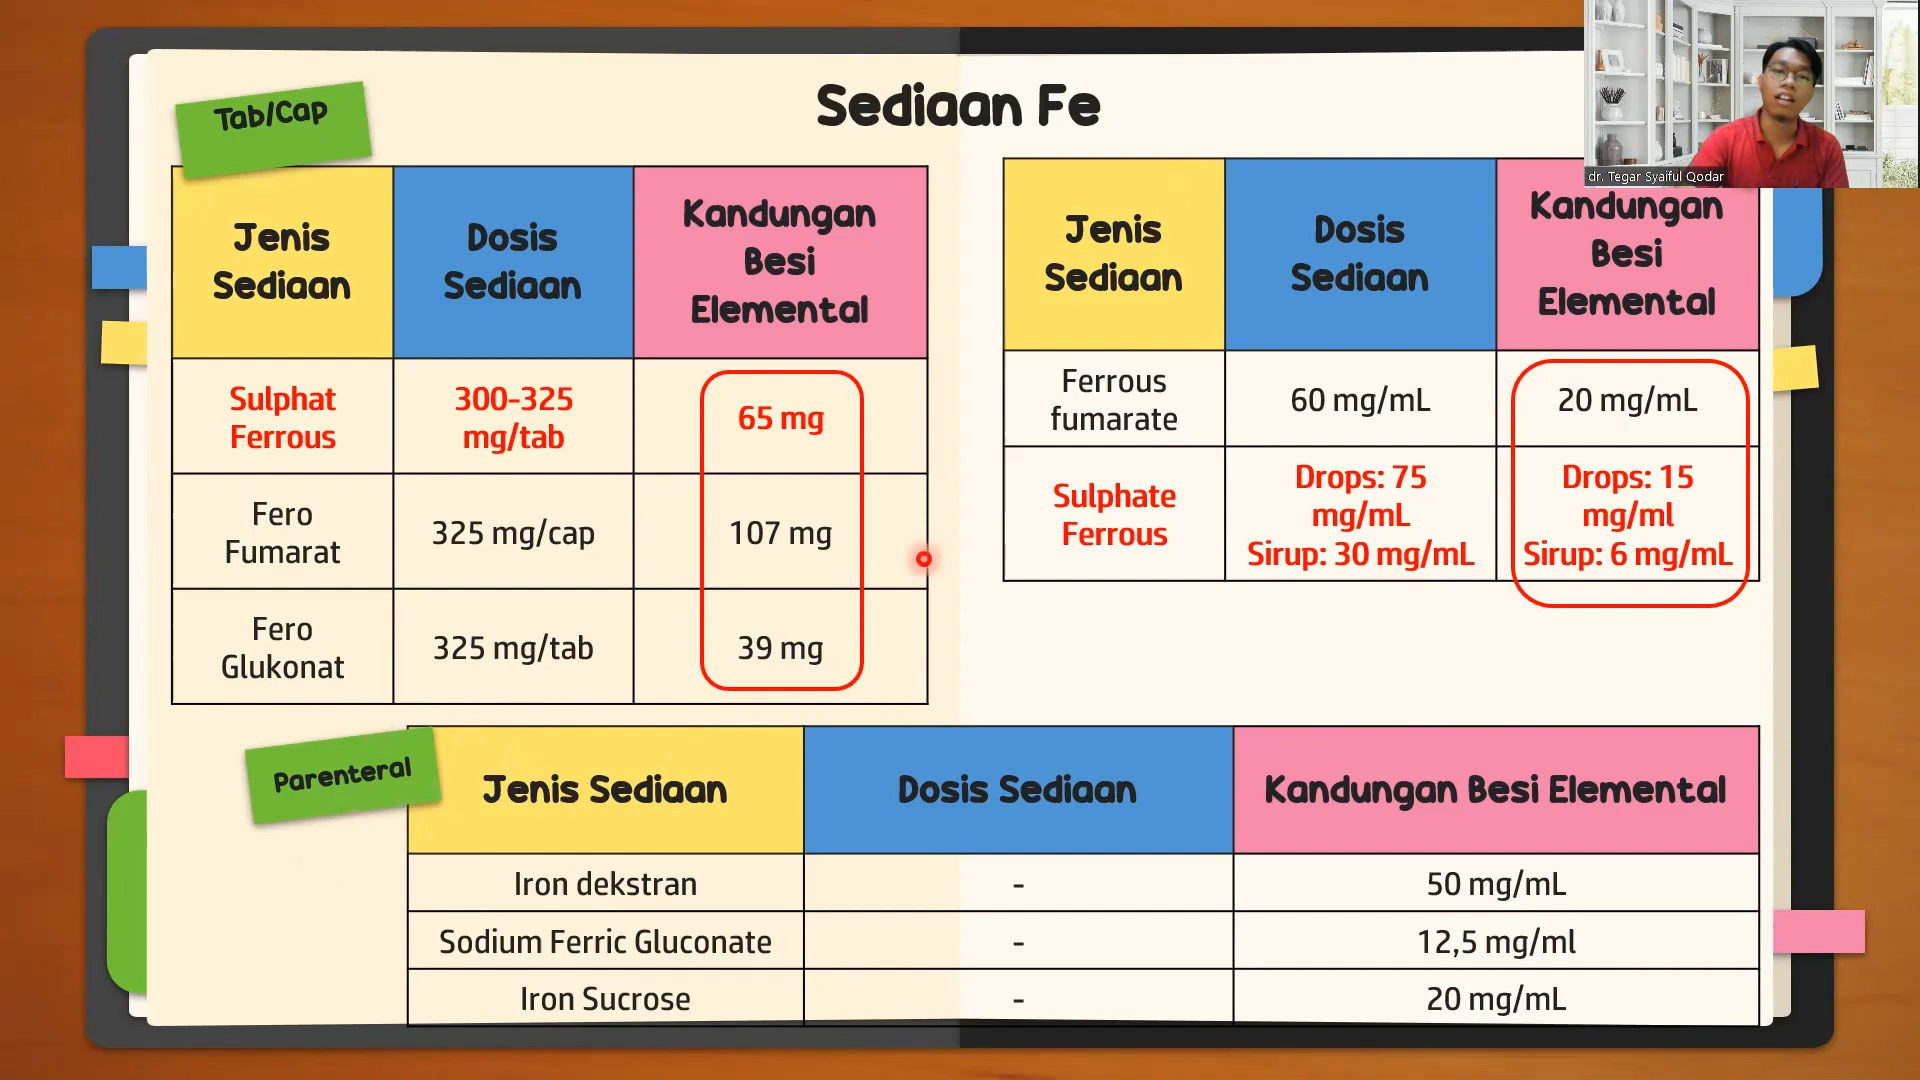 Sediaan Fe
dr. Tegar Syaiful Qodar
Tab/Cap
Jenis
Sediaan
Dosis
Sediaan
Kandungan
Besi
Elemental
Sulphat
Ferrous
300-325
mg/tab
65 mg
Fero
Fumarat
325 mg/cap
107 mg
Fero
Glukonat
325 mg/tab
39 mg
Jenis
Sediaan
Dosis
Sediaan
Kandungan
Besi
Elemental
Ferrous
fumarate
60 mg/mL
20 mg/mL
Sulphate
Ferrous
Drops: 75
mg/mL
Sirup: 30 mg/mL
Drops: 15
mg/ml
Sirup: 6 mg/mL
Parenteral
Jenis Sediaan
Dosis Sediaan
Kandungan Besi Elemental
Iron dekstran
-
50 mg/mL
Sodium Ferric Gluconate
-
12,5 mg/ml
Iron Sucrose
-
20 mg/mL